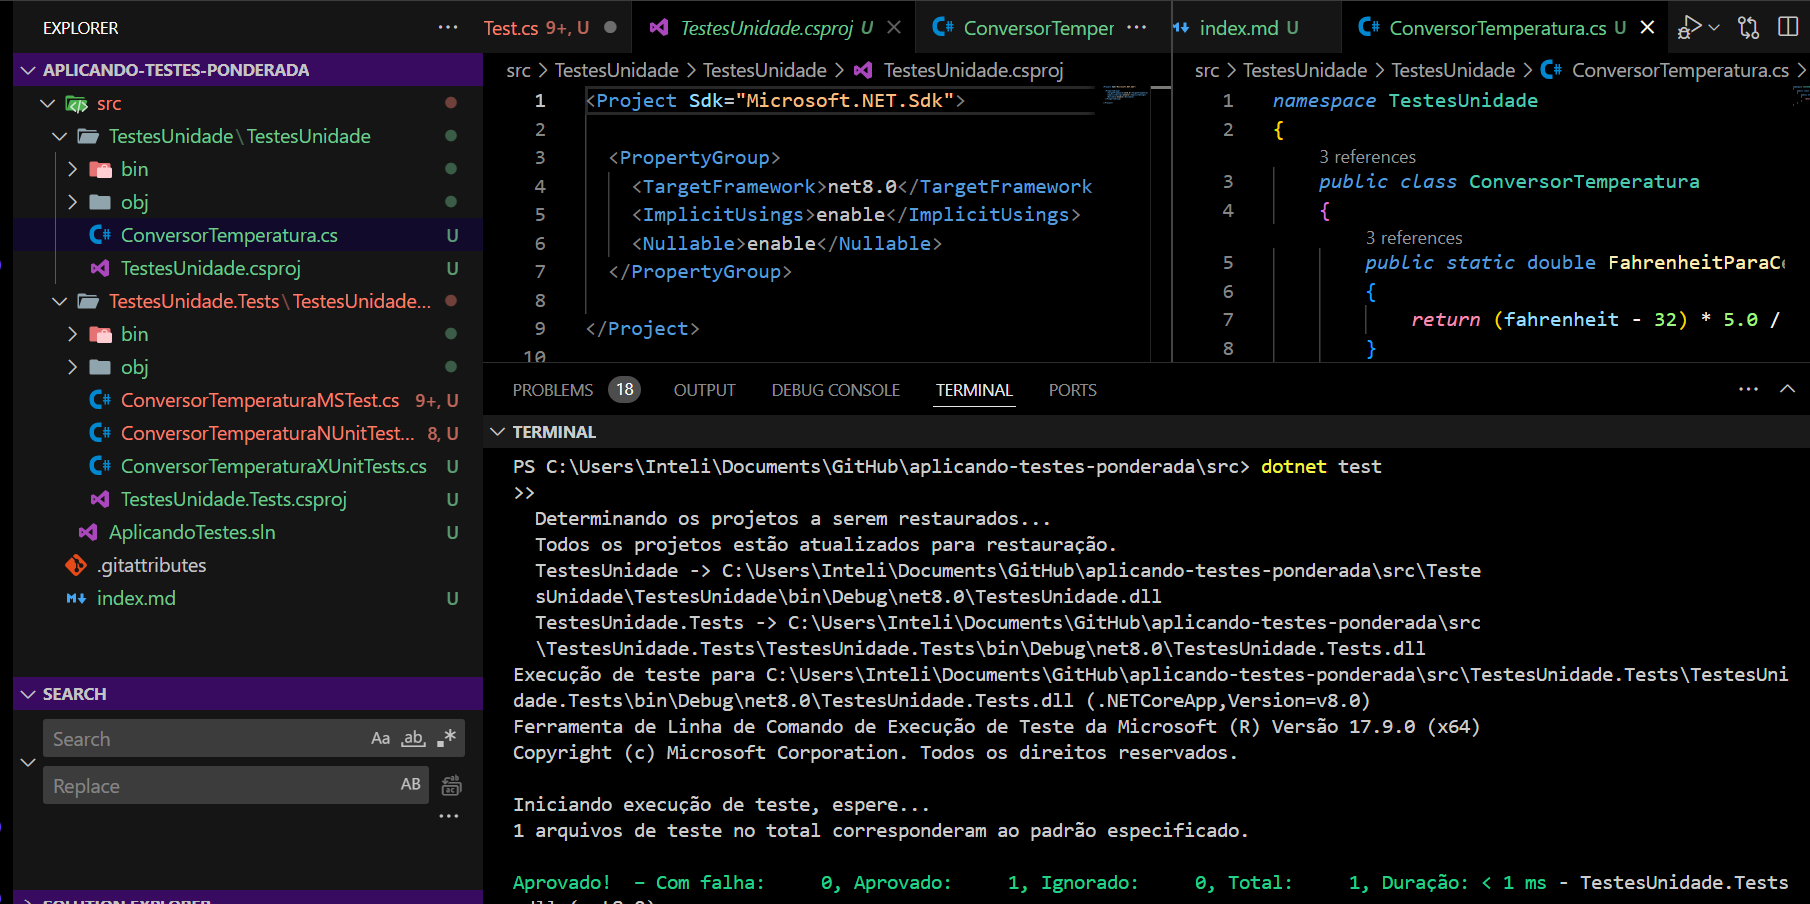 EXPLORER
APLICANDO-TESTES-PONDERADA
src
TestesUnidade\TestesUnidade
bin
obj
ConversorTemperatura.cs U
TestesUnidade.csproj U
TestesUnidade.Tests\TestesUnidade...
bin
obj
ConversorTemperaturaMSTest.cs 9+, U
ConversorTemperaturaNUnitTest... 8, U
ConversorTemperaturaXUnitTests.cs U
TestesUnidade.Tests.csproj U
AplicandoTestes.sln U
.gitattributes
index.md U
SEARCH
Search Aa ab .*
Replace AB
SOLUTION EXPLORER
Test.cs 9+, U
TestesUnidade.csproj U
ConversorTemper
src > TestesUnidade > TestesUnidade > TestesUnidade.csproj
1 <Project Sdk="Microsoft.NET.Sdk">
2
3 <PropertyGroup>
4 <TargetFramework>net8.0</TargetFramework
5 <ImplicitUsings>enable</ImplicitUsings>
6 <Nullable>enable</Nullable>
7 </PropertyGroup>
8
9 </Project>
10
index.md U
ConversorTemperatura.cs U
src > TestesUnidade > TestesUnidade > ConversorTemperatura.cs >
1 namespace TestesUnidade
2 {
3 references
3 public class ConversorTemperatura
4 {
3 references
5 public static double FahrenheitParaCe
6 {
7 return (fahrenheit - 32) * 5.0 /
8 }
PROBLEMS 18 OUTPUT DEBUG CONSOLE TERMINAL PORTS
TERMINAL
PS C:\Users\Inteli\Documents\GitHub\aplicando-testes-ponderada\src> dotnet test
>>
Determinando os projetos a serem restaurados...
Todos os projetos estão atualizados para restauração.
TestesUnidade -> C:\Users\Inteli\Documents\GitHub\aplicando-testes-ponderada\src\Teste
sUnidade\TestesUnidade\bin\Debug\net8.0\TestesUnidade.dll
TestesUnidade.Tests -> C:\Users\Inteli\Documents\GitHub\aplicando-testes-ponderada\src
\TestesUnidade.Tests\TestesUnidade.Tests\bin\Debug\net8.0\TestesUnidade.Tests.dll
Execução de teste para C:\Users\Inteli\Documents\GitHub\aplicando-testes-ponderada\src\TestesUnidade.Tests\TestesUni
dade.Tests\bin\Debug\net8.0\TestesUnidade.Tests.dll (.NETCoreApp,Version=v8.0)
Ferramenta de Linha de Comando de Execução de Teste da Microsoft (R) Versão 17.9.0 (x64)
Copyright (c) Microsoft Corporation. Todos os direitos reservados.
Iniciando execução de teste, espere...
1 arquivos de teste no total corresponderam ao padrão especificado.
Aprovado! – Com falha: 0, Aprovado: 1, Ignorado: 0, Total: 1, Duração: < 1 ms - TestesUnidade.Tests